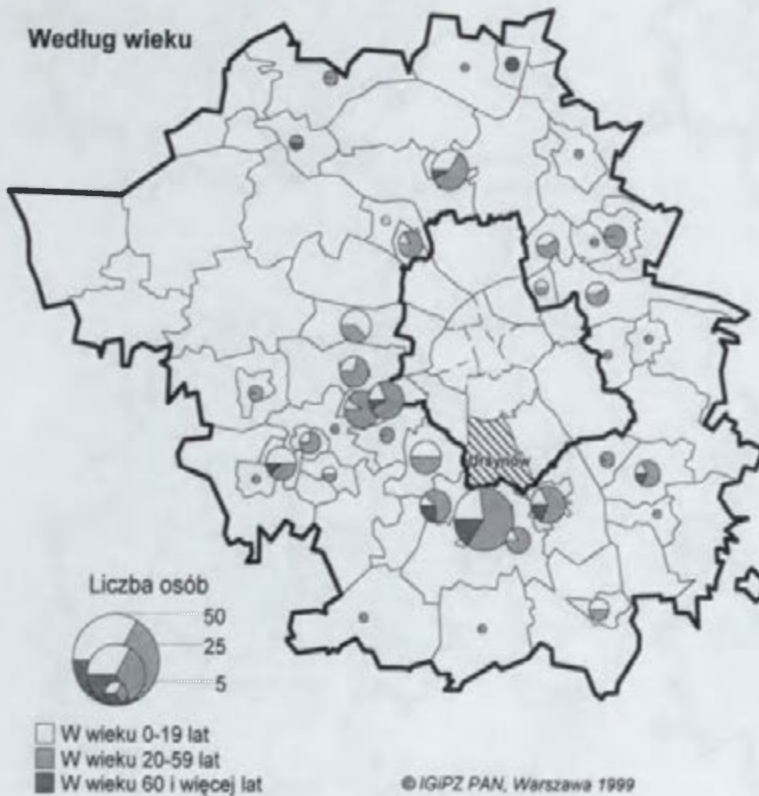 Według wieku
Ursynów
Liczba osób
50
25
5
W wieku 0-19 lat
W wieku 20-59 lat
W wieku 60 i więcej lat
© IGiPZ PAN, Warszawa 1999